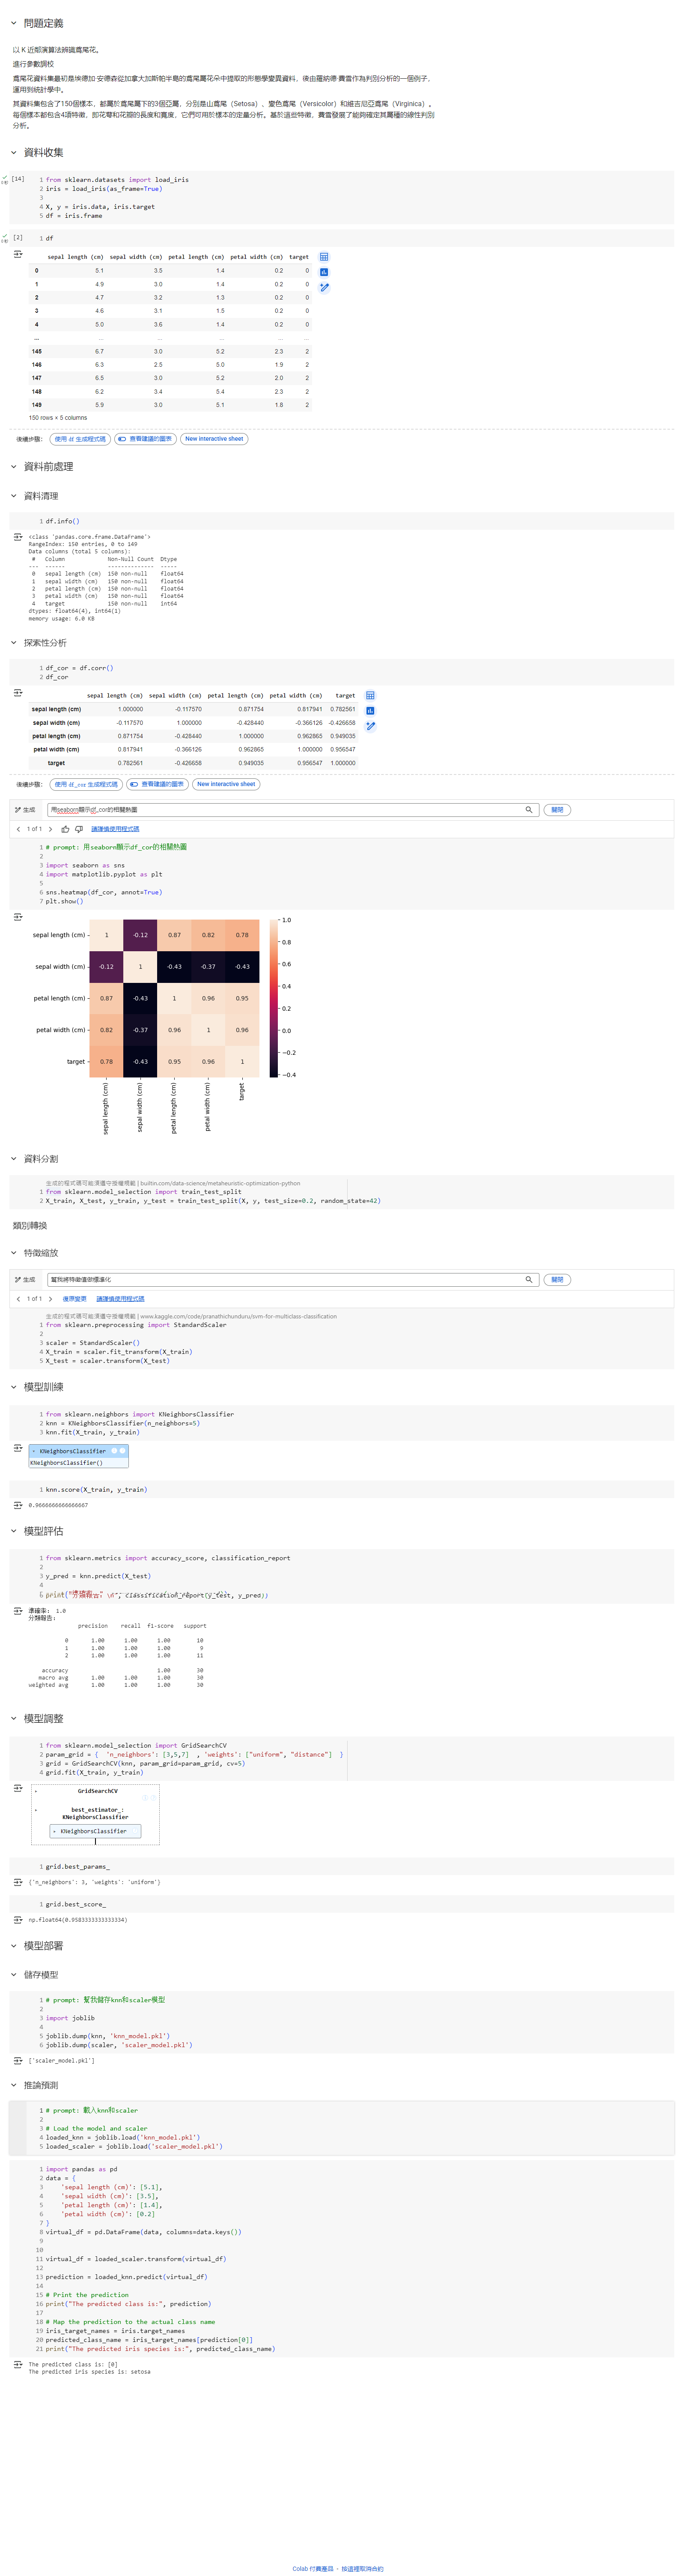 問題定義
以 K 近鄰演算法辨識鳶尾花。
進行參數調校
鳶尾花資料集最初是埃德加·安德森從加拿大加斯帕半島的鳶尾屬花朵中提取的形態學變異資料，後由羅納德·費雪作為判別分析的一個例子，
運用到統計學中。
其資料集包含了150個樣本，都屬於鳶尾屬下的3個亞屬，分別是山鳶尾（Setosa）、變色鳶尾（Versicolor）和維吉尼亞鳶尾（Virginica）。
每個樣本都包含4項特徵，即花萼和花瓣的長度和寬度，它們可用於樣本的定量分析。基於這些特徵，費雪發展了能夠確定其屬種的線性判別
分析。
資料收集
[14]
1 from sklearn.datasets import load_iris
2 iris = load_iris(as_frame=True)
3
4 X, y = iris.data, iris.target
5 df = iris.frame
[2]
1 df
sepal length (cm) sepal width (cm) petal length (cm) petal width (cm) target
0 5.1 3.5 1.4 0.2 0
1 4.9 3.0 1.4 0.2 0
2 4.7 3.2 1.3 0.2 0
3 4.6 3.1 1.5 0.2 0
4 5.0 3.6 1.4 0.2 0
... ... ... ... ... ...
145 6.7 3.0 5.2 2.3 2
146 6.3 2.5 5.0 1.9 2
147 6.5 3.0 5.2 2.0 2
148 6.2 3.4 5.4 2.3 2
149 5.9 3.0 5.1 1.8 2
150 rows × 5 columns
後續步驟： 使用 df 生成程式碼 查看建議的圖表 New interactive sheet
資料前處理
資料清理
1 df.info()
<class 'pandas.core.frame.DataFrame'>
RangeIndex: 150 entries, 0 to 149
Data columns (total 5 columns):
# Column Non-Null Count Dtype
--- ------ -------------- -----
0 sepal length (cm) 150 non-null float64
1 sepal width (cm) 150 non-null float64
2 petal length (cm) 150 non-null float64
3 petal width (cm) 150 non-null float64
4 target 150 non-null int64
dtypes: float64(4), int64(1)
memory usage: 6.0 KB
探索性分析
1 df_cor = df.corr()
2 df_cor
sepal length (cm) sepal width (cm) petal length (cm) petal width (cm) target
sepal length (cm) 1.000000 -0.117570 0.871754 0.817941 0.782561
sepal width (cm) -0.117570 1.000000 -0.428440 -0.366126 -0.426658
petal length (cm) 0.871754 -0.428440 1.000000 0.962865 0.949035
petal width (cm) 0.817941 -0.366126 0.962865 1.000000 0.956547
target 0.782561 -0.426658 0.949035 0.956547 1.000000
後續步驟： 使用 df_cor 生成程式碼 查看建議的圖表 New interactive sheet
生成 用seaborn顯示df_cor的相關熱圖 關閉
1 of 1 請謹慎使用程式碼
1 # prompt: 用seaborn顯示df_cor的相關熱圖
2
3 import seaborn as sns
4 import matplotlib.pyplot as plt
5
6 sns.heatmap(df_cor, annot=True)
7 plt.show()
sepal length (cm) 1 -0.12 0.87 0.82 0.78
sepal width (cm) -0.12 1 -0.43 -0.37 -0.43
petal length (cm) 0.87 -0.43 1 0.96 0.95
petal width (cm) 0.82 -0.37 0.96 1 0.96
target 0.78 -0.43 0.95 0.96 1
sepal length (cm) sepal width (cm) petal length (cm) petal width (cm) target
1.0
0.8
0.6
0.4
0.2
0.0
−0.2
−0.4
資料分割
生成的程式碼可能須遵守授權規範 | builtin.com/data-science/metaheuristic-optimization-python
1 from sklearn.model_selection import train_test_split
2 X_train, X_test, y_train, y_test = train_test_split(X, y, test_size=0.2, random_state=42)
類別轉換
特徵縮放
生成 幫我將特徵值做標準化 關閉
1 of 1 復原變更 請謹慎使用程式碼
生成的程式碼可能須遵守授權規範 | www.kaggle.com/code/pranathichunduru/svm-for-multiclass-classification
1 from sklearn.preprocessing import StandardScaler
2
3 scaler = StandardScaler()
4 X_train = scaler.fit_transform(X_train)
5 X_test = scaler.transform(X_test)
模型訓練
1 from sklearn.neighbors import KNeighborsClassifier
2 knn = KNeighborsClassifier(n_neighbors=5)
3 knn.fit(X_train, y_train)
KNeighborsClassifier
KNeighborsClassifier()
1 knn.score(X_train, y_train)
0.9666666666666667
模型評估
1 from sklearn.metrics import accuracy_score, classification_report
2
3 y_pred = knn.predict(X_test)
4
print("分類報告: \n", classification_report(y_test, y_pred))
準確率: 1.0
分類報告:
precision recall f1-score support
0 1.00 1.00 1.00 10
1 1.00 1.00 1.00 9
2 1.00 1.00 1.00 11
accuracy 1.00 30
macro avg 1.00 1.00 1.00 30
weighted avg 1.00 1.00 1.00 30
模型調整
1 from sklearn.model_selection import GridSearchCV
2 param_grid = { 'n_neighbors': [3,5,7] , 'weights': ["uniform", "distance"] }
3 grid = GridSearchCV(knn, param_grid=param_grid, cv=5)
4 grid.fit(X_train, y_train)
GridSearchCV
best_estimator_:
KNeighborsClassifier
KNeighborsClassifier
1 grid.best_params_
{'n_neighbors': 3, 'weights': 'uniform'}
1 grid.best_score_
np.float64(0.9583333333333334)
模型部署
儲存模型
1 # prompt: 幫我儲存knn和scaler模型
2
3 import joblib
4
5 joblib.dump(knn, 'knn_model.pkl')
6 joblib.dump(scaler, 'scaler_model.pkl')
['scaler_model.pkl']
推論預測
1 # prompt: 載入knn和scaler
2
3 # Load the model and scaler
4 loaded_knn = joblib.load('knn_model.pkl')
5 loaded_scaler = joblib.load('scaler_model.pkl')
1 import pandas as pd
2 data = {
3 'sepal length (cm)': [5.1],
4 'sepal width (cm)': [3.5],
5 'petal length (cm)': [1.4],
6 'petal width (cm)': [0.2]
7 }
8 virtual_df = pd.DataFrame(data, columns=data.keys())
9
10
11 virtual_df = loaded_scaler.transform(virtual_df)
12
13 prediction = loaded_knn.predict(virtual_df)
14
15 # Print the prediction
16 print("The predicted class is:", prediction)
17
18 # Map the prediction to the actual class name
19 iris_target_names = iris.target_names
20 predicted_class_name = iris_target_names[prediction[0]]
21 print("The predicted iris species is:", predicted_class_name)
The predicted class is: [0]
The predicted iris species is: setosa
Colab 付費產品 - 按這裡取消合約